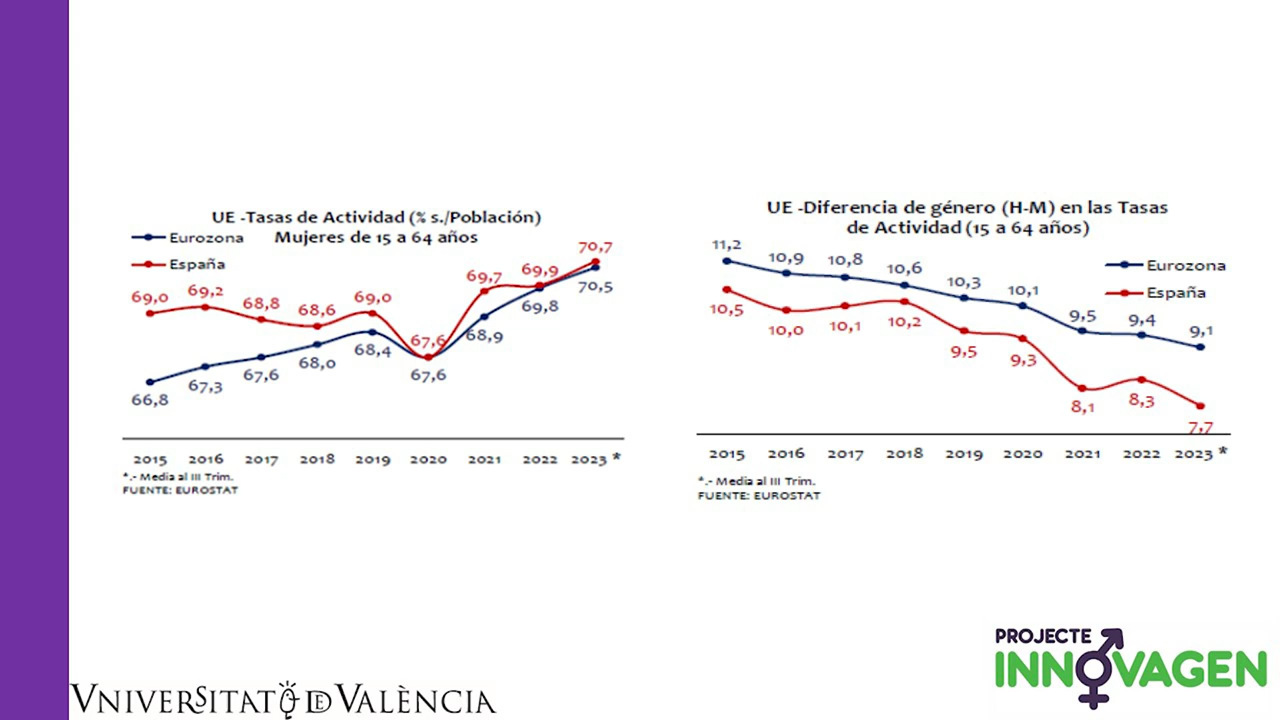 UE -Tasas de Actividad (% s./Población)
Mujeres de 15 a 64 años
Eurozona
España
69,0 69,2 68,8 68,6 69,0 67,6 69,7 69,9 70,7
66,8 67,3 67,6 68,0 68,4 67,6 68,9 69,8 70,5
2015 2016 2017 2018 2019 2020 2021 2022 2023 *
*.- Media al III Trim.
FUENTE: EUROSTAT
UE -Diferencia de género (H-M) en las Tasas
de Actividad (15 a 64 años)
Eurozona
España
11,2 10,9 10,8 10,6 10,3 10,1 9,5 9,4 9,1
10,5 10,0 10,1 10,2 9,5 9,3 8,1 8,3 7,7
2015 2016 2017 2018 2019 2020 2021 2022 2023 *
*.- Media al III Trim.
FUENTE: EUROSTAT
VNIVERSITAT DE VALÈNCIA
PROJECTE
INNOVAGEN